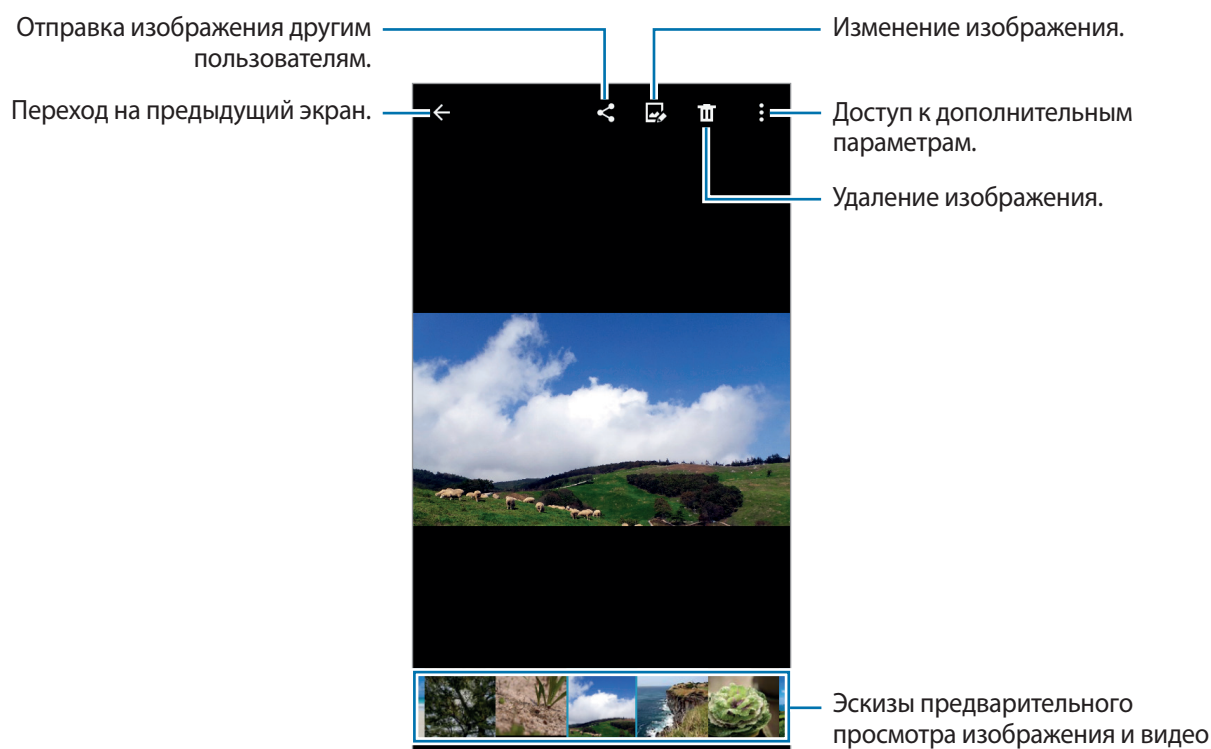 Отправка изображения другим
пользователям.
Изменение изображения.
Переход на предыдущий экран.
Доступ к дополнительным
параметрам.
Удаление изображения.
Эскизы предварительного
просмотра изображения и видео